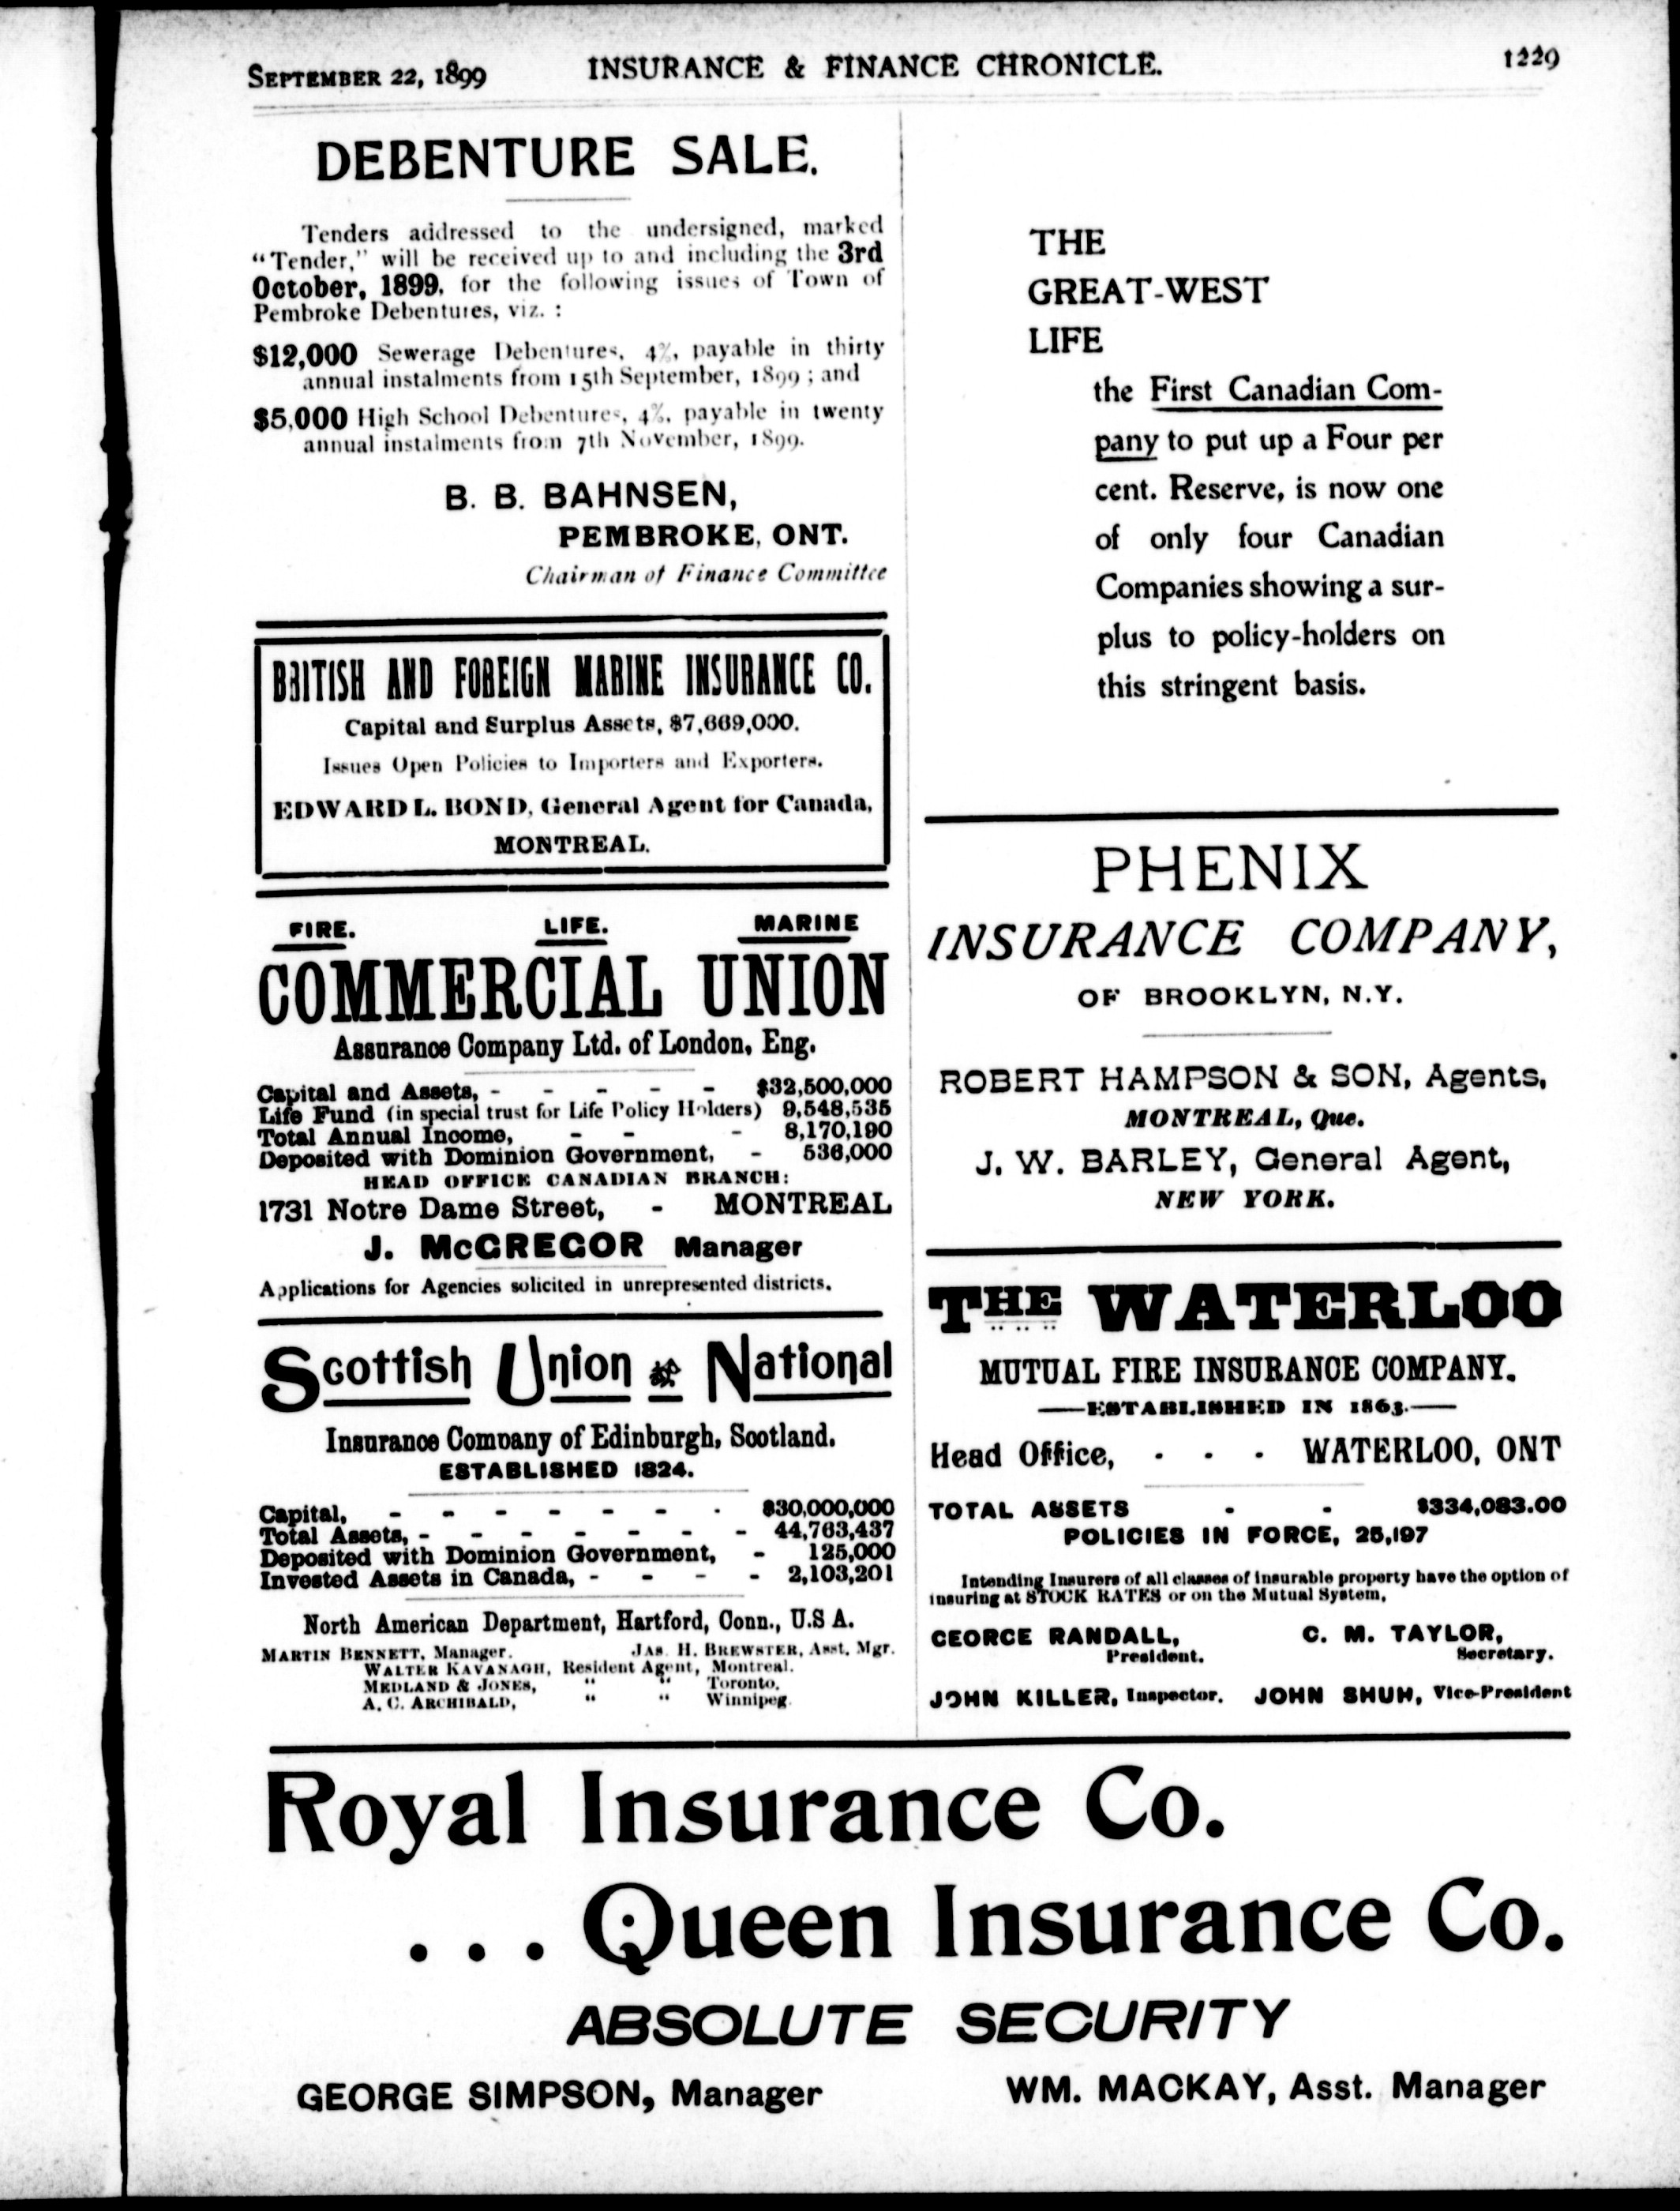 SEPTEMBER 22, 1899 INSURANCE & FINANCE CHRONICLE. 1229
DEBENTURE SALE.
Tenders addressed to the undersigned, marked
"Tender," will be received up to and including the 3rd
October, 1899, for the following issues of Town of
Pembroke Debentures, viz. :
$12,000 Sewerage Debentures, 4%, payable in thirty
annual instalments from 15th September, 1899 ; and
$5,000 High School Debentures, 4%, payable in twenty
annual instalments from 7th November, 1899.
B. B. BAHNSEN,
PEMBROKE, ONT.
Chairman of Finance Committee
BRITISH AND FOREIGN MARINE INSURANCE CO.
Capital and Surplus Assets, $7,669,000.
Issues Open Policies to Importers and Exporters.
EDWARD L. BOND, General Agent for Canada,
MONTREAL.
FIRE. LIFE. MARINE
COMMERCIAL UNION
Assurance Company Ltd. of London, Eng.
Capital and Assets, - - - - - $32,500,000
Life Fund (in special trust for Life Policy Holders) 9,548,535
Total Annual Income, - - - 8,170,190
Deposited with Dominion Government, - 536,000
HEAD OFFICE CANADIAN BRANCH:
1731 Notre Dame Street, - MONTREAL
J. McGREGOR Manager
Applications for Agencies solicited in unrepresented districts.
Scottish Union & National
Insurance Company of Edinburgh, Scotland.
ESTABLISHED 1824.
Capital, - - - - - - - $30,000,000
Total Assets, - - - - - - - 44,763,437
Deposited with Dominion Government, - 125,000
Invested Assets in Canada, - - - - 2,103,201
North American Department, Hartford, Conn., U.S A.
MARTIN BENNETT, Manager. JAS. H. BREWSTER, Asst. Mgr.
WALTER KAVANAGH, Resident Agent, Montreal.
MEDLAND & JONES, " " Toronto.
A. C. ARCHIBALD, " " Winnipeg.
THE
GREAT-WEST
LIFE
the First Canadian Com-
pany to put up a Four per
cent. Reserve, is now one
of only four Canadian
Companies showing a sur-
plus to policy-holders on
this stringent basis.
PHENIX
INSURANCE COMPANY,
OF BROOKLYN, N.Y.
ROBERT HAMPSON & SON, Agents,
MONTREAL, Que.
J. W. BARLEY, General Agent,
NEW YORK.
THE WATERLOO
MUTUAL FIRE INSURANCE COMPANY.
ESTABLISHED IN 1863.
Head Office, - - - WATERLOO, ONT
TOTAL ASSETS - - $334,083.00
POLICIES IN FORCE, 25,197
Intending Insurers of all classes of insurable property have the option of
insuring at STOCK RATES or on the Mutual System.
GEORGE RANDALL, C. M. TAYLOR,
President. Secretary.
JOHN KILLER, Inspector. JOHN SHUH, Vice-President
Royal Insurance Co.
... Queen Insurance Co.
ABSOLUTE SECURITY
GEORGE SIMPSON, Manager WM. MACKAY, Asst. Manager